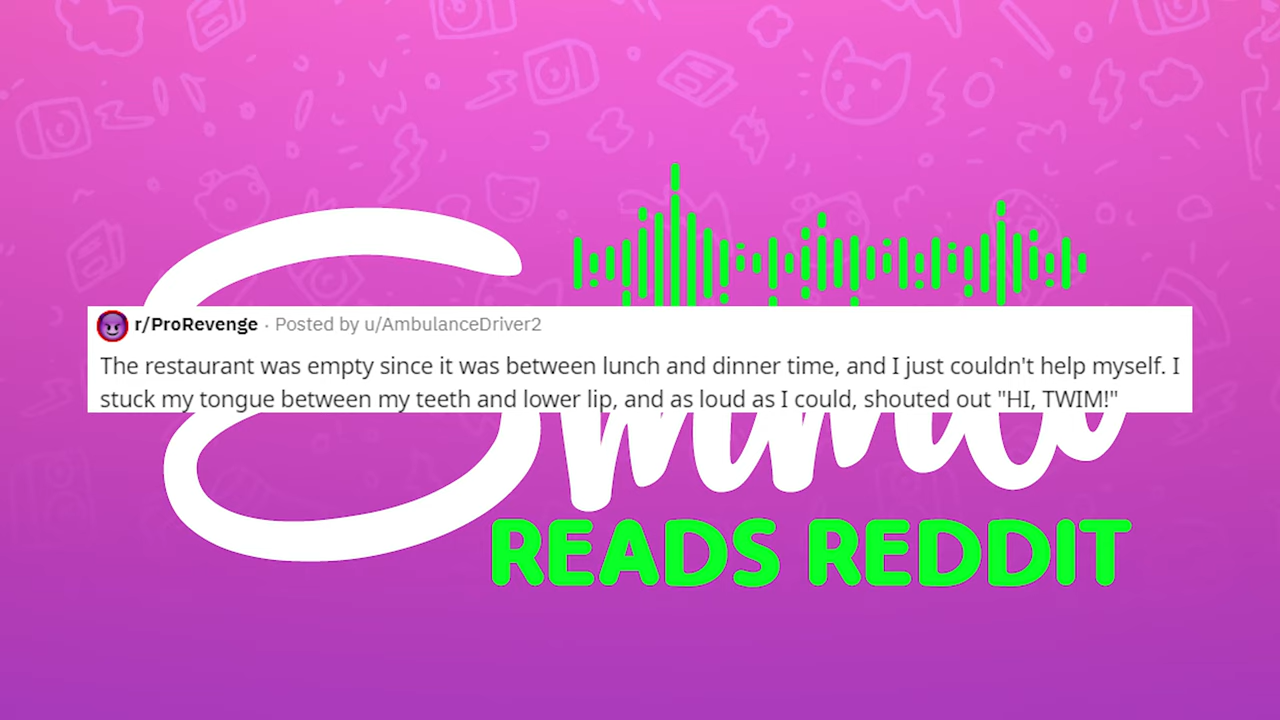 r/ProRevenge · Posted by u/AmbulanceDriver2
The restaurant was empty since it was between lunch and dinner time, and I just couldn't help myself. I
stuck my tongue between my teeth and lower lip, and as loud as I could, shouted out "HI, TWIM!"
READS REDDIT